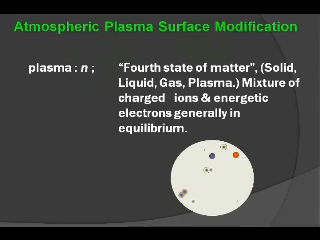 Atmospheric Plasma Surface Modification
plasma : n ; “Fourth state of matter”, (Solid,
Liquid, Gas, Plasma.) Mixture of
charged ions & energetic
electrons generally in
equilibrium.